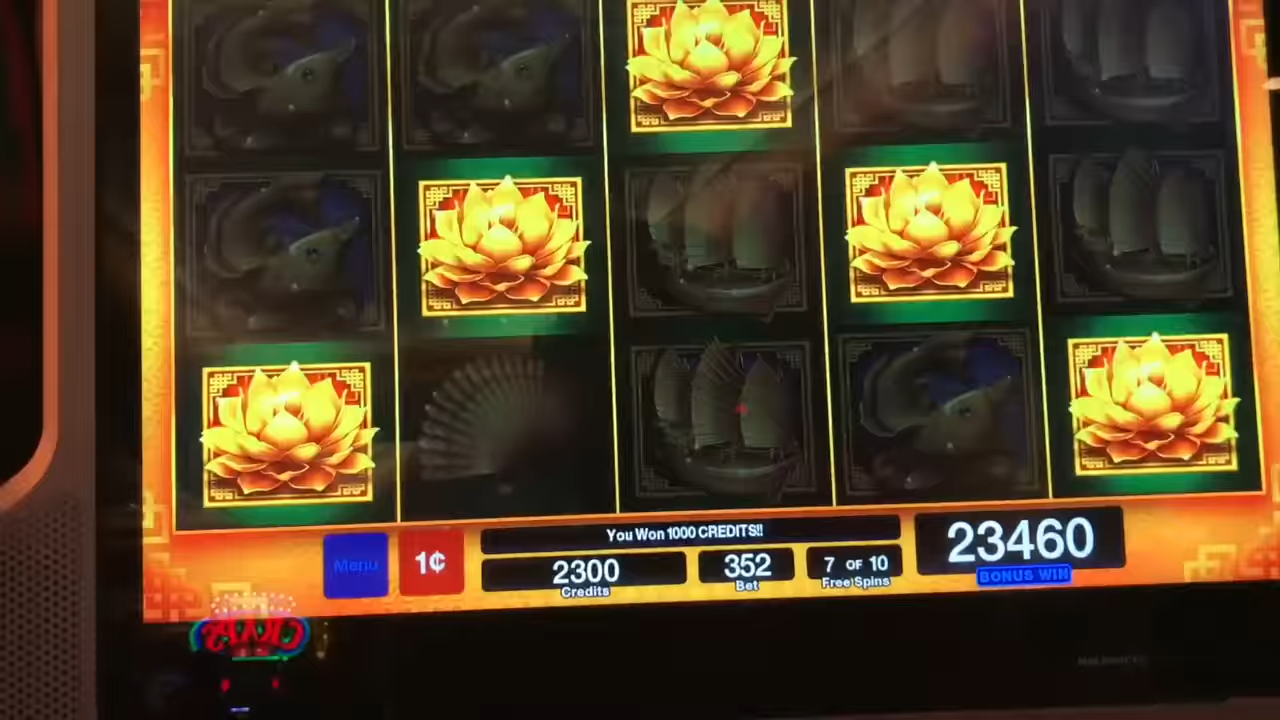 You Won 1000 CREDITS!!
Menu
1¢
2300
Credits
352
Bet
7 OF 10
Free Spins
23460
BONUS WIN